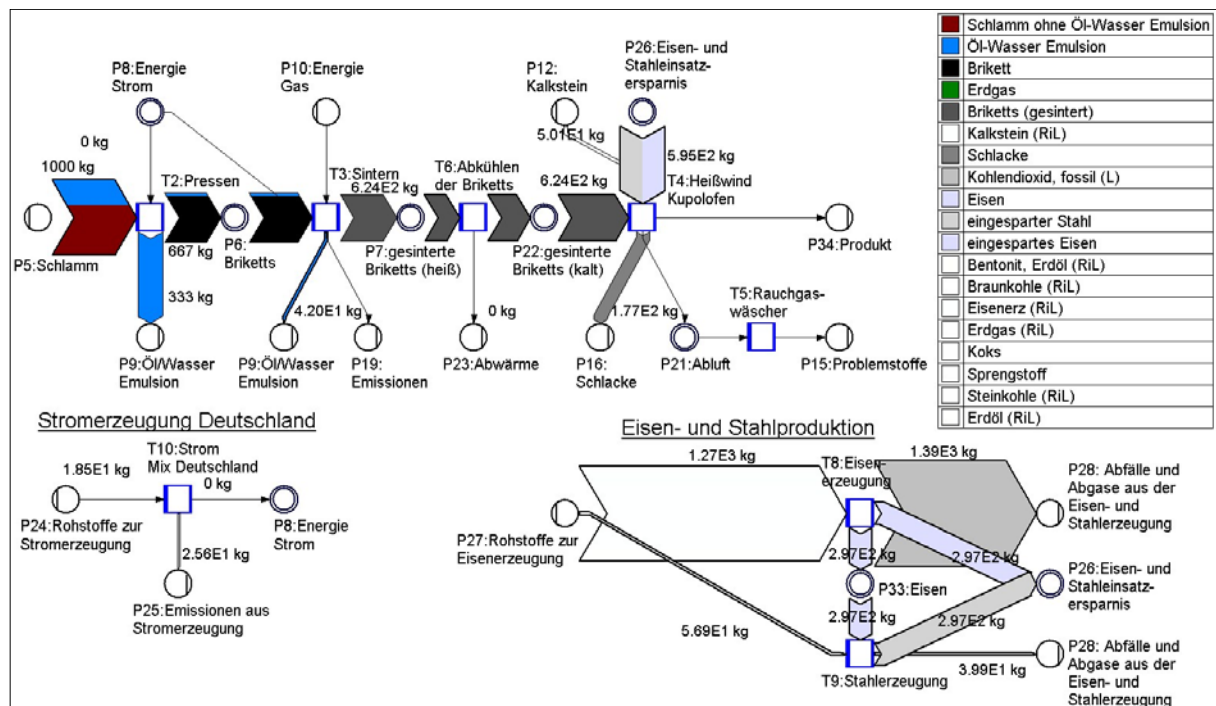 P8:Energie
Strom
P10:Energie
Gas
P12:
Kalkstein
P26:Eisen- und
Stahleinsatz-
ersparnis
0 kg
1000 kg
T2:Pressen
T3:Sintern
6.24E2 kg
T6:Abkühlen
der Briketts
6.24E2 kg
5.01E1 kg
5.95E2 kg
T4:Heißwind
Kupolofen
P5:Schlamm
667 kg
P6:
Briketts
P7:gesinterte
Briketts (heiß)
P22:gesinterte
Briketts (kalt)
P34:Produkt
333 kg
4.20E1 kg
0 kg
1.77E2 kg
T5:Rauchgas-
wäscher
P9:Öl/Wasser
Emulsion
P9:Öl/Wasser
Emulsion
P19:
Emissionen
P23:Abwärme
P16:
Schlacke
P21:Abluft
P15:Problemstoffe
Schlamm ohne Öl-Wasser Emulsion
Öl-Wasser Emulsion
Brikett
Erdgas
Briketts (gesintert)
Kalkstein (RiL)
Schlacke
Kohlendioxid, fossil (L)
Eisen
eingesparter Stahl
eingespartes Eisen
Bentonit, Erdöl (RiL)
Braunkohle (RiL)
Eisenerz (RiL)
Erdgas (RiL)
Koks
Sprengstoff
Steinkohle (RiL)
Erdöl (RiL)
Stromerzeugung Deutschland
T10:Strom
Mix Deutschland
1.85E1 kg
0 kg
P24:Rohstoffe zur
Stromerzeugung
P8:Energie
Strom
2.56E1 kg
P25:Emissionen aus
Stromerzeugung
Eisen- und Stahlproduktion
1.27E3 kg
T8:Eisen-
erzeugung
1.39E3 kg
P28: Abfälle und
Abgase aus der
Eisen- und
Stahlerzeugung
P27:Rohstoffe zur
Eisenerzeugung
2.97E2 kg
2.97E2 kg
P33:Eisen
P26:Eisen- und
Stahleinsatz-
ersparnis
2.97E2 kg
2.97E2 kg
5.69E1 kg
T9:Stahlerzeugung
3.99E1 kg
P28: Abfälle und
Abgase aus der
Eisen- und
Stahlerzeugung